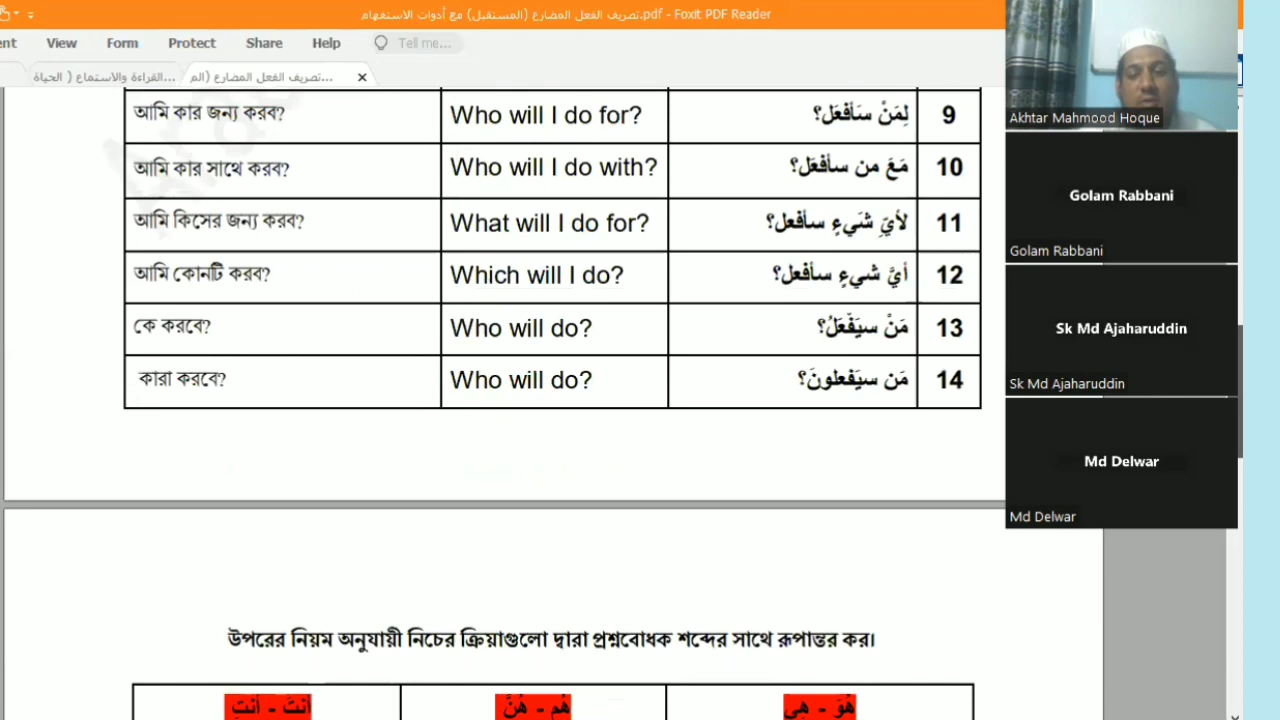 تصريف الفعل المضارع (المستقبل) مع أدوات الاستفهام.pdf - Foxit PDF Reader
View Form Protect Share Help Tell me...
القراءة والاستماع ( الحياة... تصريف الفعل المضارع (الم...
আমি কার জন্য করব? Who will I do for? لِمَنْ سَأفعَل؟ 9
আমি কার সাথে করব? Who will I do with? مَعَ من سأفعَل؟ 10
আমি কিসের জন্য করব? What will I do for? لأيِّ شَيءٍ سأفعل؟ 11
আমি কোনটি করব? Which will I do? أيَّ شيءٍ سأفعل؟ 12
কে করবে? Who will do? مَنْ سيَفْعَلُ؟ 13
কারা করবে? Who will do? مَن سيَفعلونَ؟ 14
উপরের নিয়ম অনুযায়ী নিচের ক্রিয়াগুলো দ্বারা প্রশ্নবোধক শব্দের সাথে রূপান্তর কর।
أنتَ - أنتِ هُم - هُنَّ هُوَ - هِيَ
Akhtar Mahmood Hoque
Golam Rabbani
Golam Rabbani
Sk Md Ajaharuddin
Sk Md Ajaharuddin
Md Delwar
Md Delwar